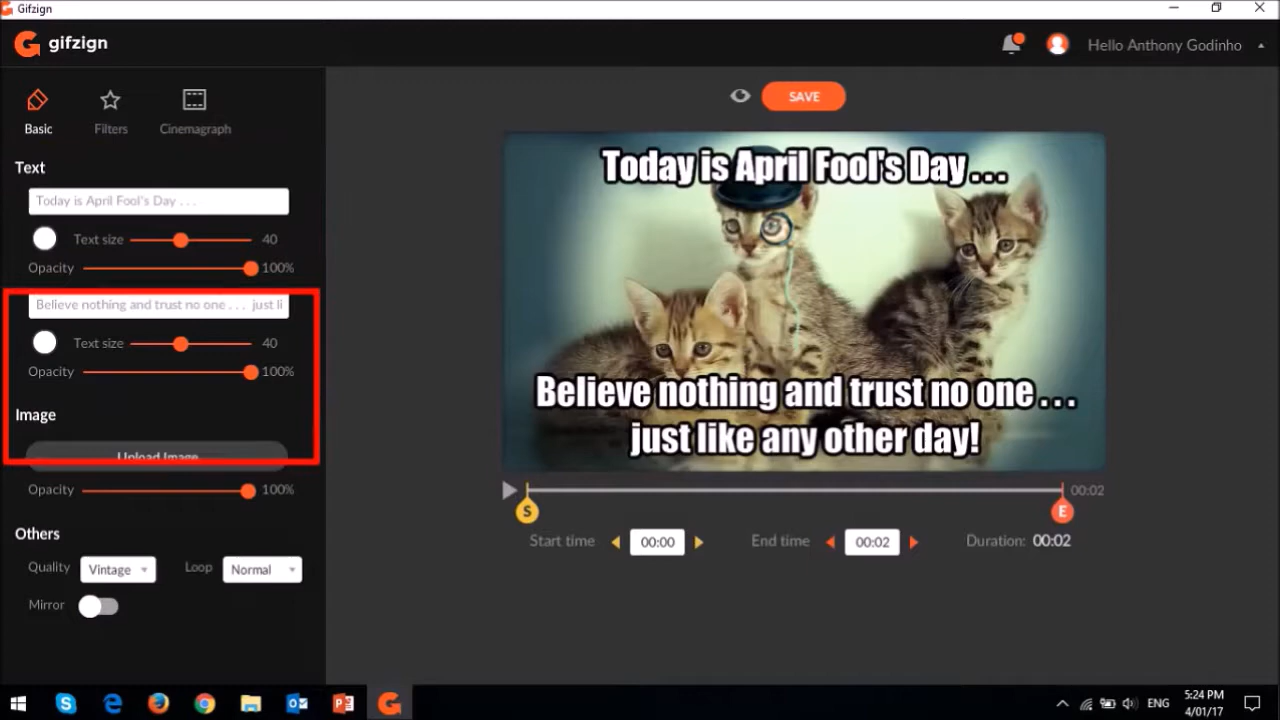 Gifzign
gifzign
Hello Anthony Godinho
Basic
Filters
Cinemagraph
SAVE
Text
Today is April Fool's Day . . .
Text size 40
Opacity 100%
Believe nothing and trust no one . . . just li
Text size 40
Opacity 100%
Image
Upload Image
Opacity 100%
Others
Quality Vintage Loop Normal
Mirror
Today is April Fool's Day . . .
Believe nothing and trust no one . . .
just like any other day!
00:02
S E
Start time 00:00 End time 00:02 Duration: 00:02
ENG
5:24 PM
4/01/17